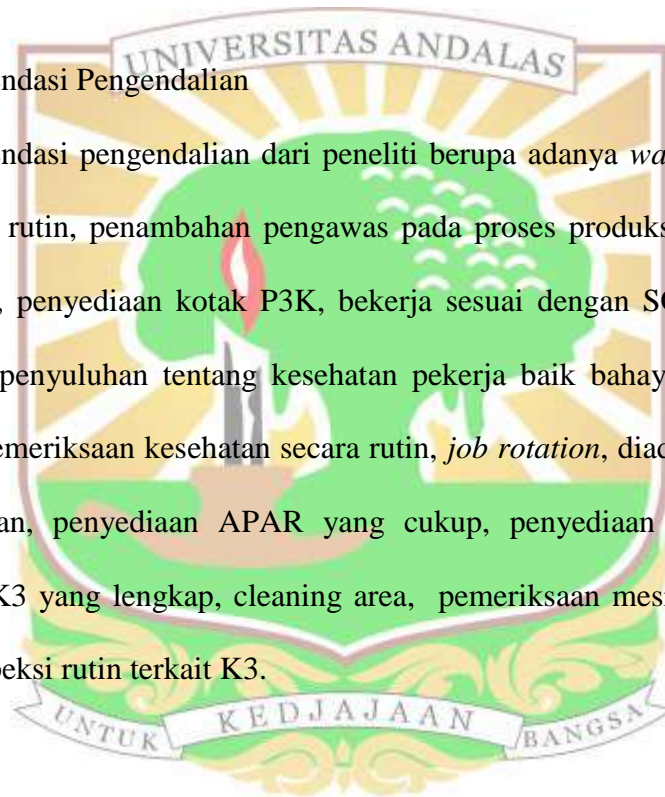 UNIVERSITAS ANDALAS
endasi Pengendalian
endasi pengendalian dari peneliti berupa adanya wa
rutin, penambahan pengawas pada proses produks
, penyediaan kotak P3K, bekerja sesuai dengan SO
penyuluhan tentang kesehatan pekerja baik bahay
emeriksaan kesehatan secara rutin, job rotation, diad
an, penyediaan APAR yang cukup, penyediaan
K3 yang lengkap, cleaning area, pemeriksaan mesi
peksi rutin terkait K3.
UNTUK KEDJAJAAN BANGSA